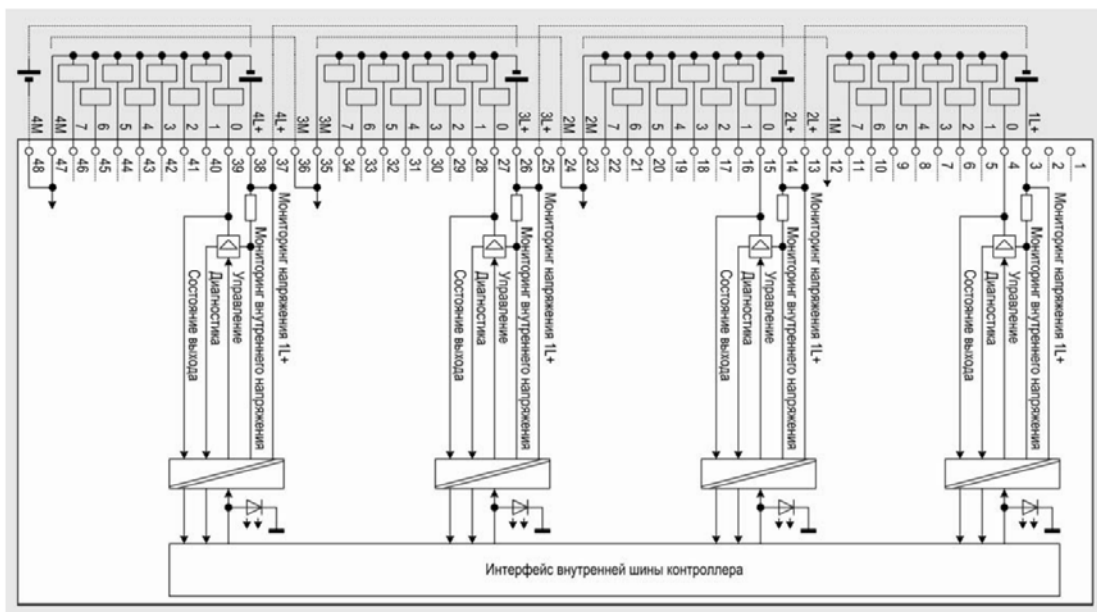 4M 4M 7 6 5 4 3 2 1 0 4L+ 4L+ 3M 3M 7 6 5 4 3 2 1 0 3L+ 3L+ 2M 2M 7 6 5 4 3 2 1 0 2L+ 2L+ 1M 7 6 5 4 3 2 1 0 1L+
48 47 46 45 44 43 42 41 40 39 38 37 36 35 34 33 32 31 30 29 28 27 26 25 24 23 22 21 20 19 18 17 16 15 14 13 12 11 10 9 8 7 6 5 4 3 2 1
Состояние выхода
Диагностика
Управление
Мониторинг внутреннего напряжения
Мониторинг напряжения 1L+
Состояние выхода
Диагностика
Управление
Мониторинг внутреннего напряжения
Мониторинг напряжения 1L+
Состояние выхода
Диагностика
Управление
Мониторинг внутреннего напряжения
Мониторинг напряжения 1L+
Состояние выхода
Диагностика
Управление
Мониторинг внутреннего напряжения
Мониторинг напряжения 1L+
Интерфейс внутренней шины контроллера